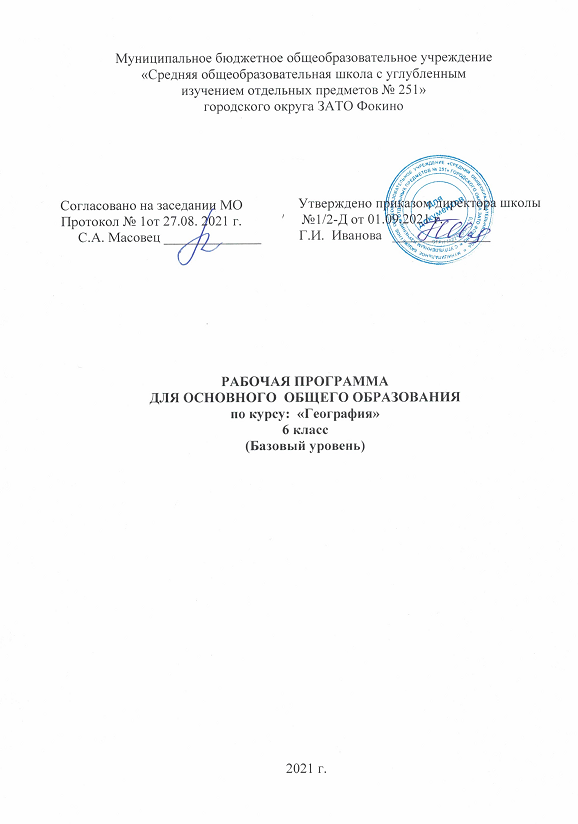 Муниципальное бюджетное общеобразовательное учреждение
«Средняя общеобразовательная школа с углубленным
изучением отдельных предметов № 251»
городского округа ЗАТО Фокино
Согласовано на заседании МО
Протокол № 1от 27.08. 2021 г.
С.А. Масовец
Утверждено приказом директора школы
№1/2-Д от 01.09.2021 г.
Г.И. Иванова
Для
документов
РАБОЧАЯ ПРОГРАММА
ДЛЯ ОСНОВНОГО ОБЩЕГО ОБРАЗОВАНИЯ
по курсу: «География»
6 класс
(Базовый уровень)
2021 г.